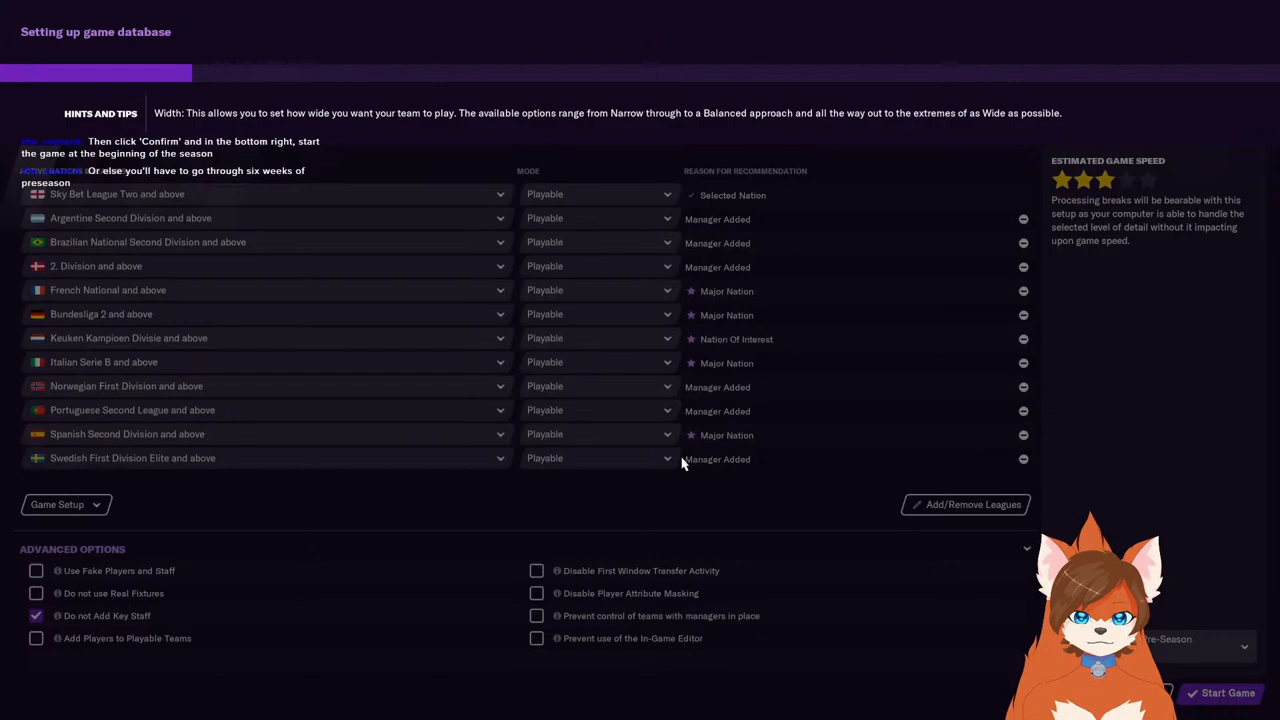 Setting up game database
HINTS AND TIPS
Width: This allows you to set how wide you want your team to play. The available options range from Narrow through to a Balanced approach and all the way out to the extremes of as Wide as possible.
Then click 'Confirm' and in the bottom right, start
the game at the beginning of the season
Or else you'll have to go through six weeks of
preseason
ACTIVE NATIONS
MODE
REASON FOR RECOMMENDATION
Sky Bet League Two and above Playable Selected Nation
Argentine Second Division and above Playable Manager Added
Brazilian National Second Division and above Playable Manager Added
2. Division and above Playable Manager Added
French National and above Playable Major Nation
Bundesliga 2 and above Playable Major Nation
Keuken Kampioen Divisie and above Playable Nation Of Interest
Italian Serie B and above Playable Major Nation
Norwegian First Division and above Playable Manager Added
Portuguese Second League and above Playable Manager Added
Spanish Second Division and above Playable Major Nation
Swedish First Division Elite and above Playable Manager Added
ESTIMATED GAME SPEED
Processing breaks will be bearable with this
setup as your computer is able to handle the
selected level of detail without it impacting
upon game speed.
Game Setup
Add/Remove Leagues
ADVANCED OPTIONS
Use Fake Players and Staff
Disable First Window Transfer Activity
Do not use Real Fixtures
Disable Player Attribute Masking
Do not Add Key Staff
Prevent control of teams with managers in place
Add Players to Playable Teams
Prevent use of the In-Game Editor
re-Season
Start Game